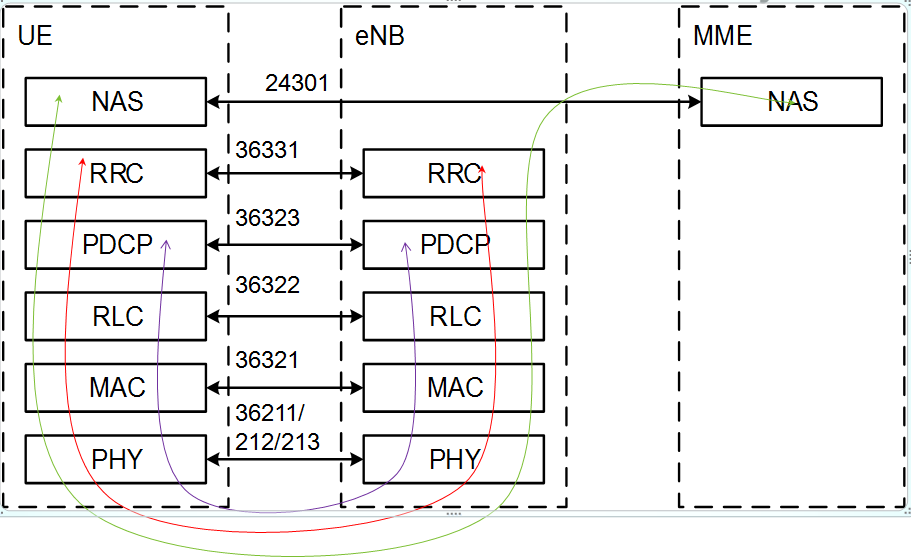 UE eNB MME
24301
NAS NAS
36331
RRC RRC
36323
PDCP PDCP
36322
RLC RLC
36321
MAC MAC
36211/
212/213
PHY PHY